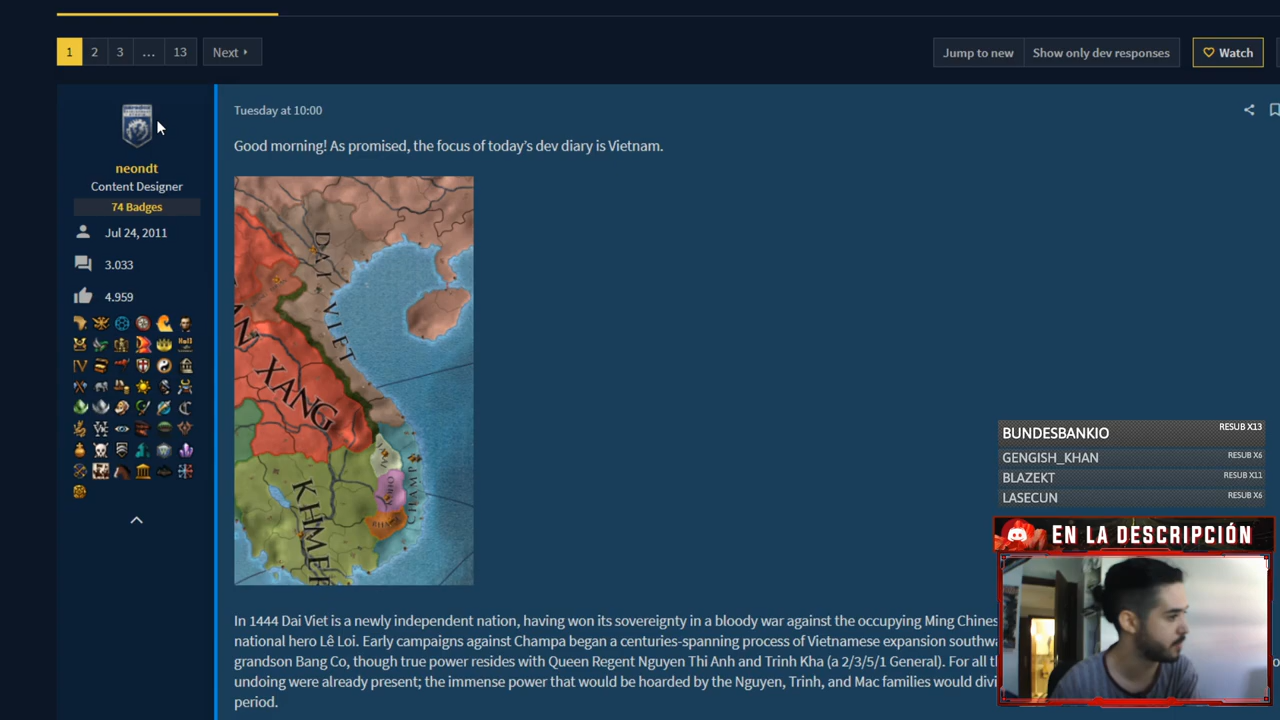 1
2
3
...
13
Next
Jump to new
Show only dev responses
Watch
Tuesday at 10:00
neondt
Content Designer
74 Badges
Jul 24, 2011
3.033
4.959
Good morning! As promised, the focus of today's dev diary is Vietnam.
DAI VIET
XANG
KHMER
CHAMPA
In 1444 Dai Viet is a newly independent nation, having won its sovereignty in a bloody war against the occupying Ming Chines
national hero Lê Loi. Early campaigns against Champa began a centuries-spanning process of Vietnamese expansion southwa
grandson Bang Co, though true power resides with Queen Regent Nguyen Thi Anh and Trinh Kha (a 2/3/5/1 General). For all th
undoing were already present; the immense power that would be hoarded by the Nguyen, Trinh, and Mac families would divi
period.
BUNDESBANKIO RESUB X13
GENGISH_KHAN RESUB X6
BLAZEKT RESUB X11
LASECUN RESUB X6
EN LA DESCRIPCIÓN